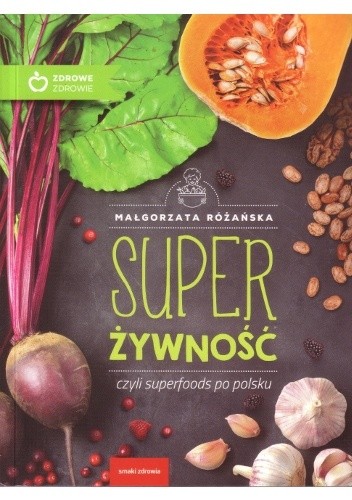 ZDROWE
ZDROWIE
MAŁGORZATA RÓŻAŃSKA
SUPER
ŻYWNOŚĆ
czyli superfoods po polsku
smaki zdrowia